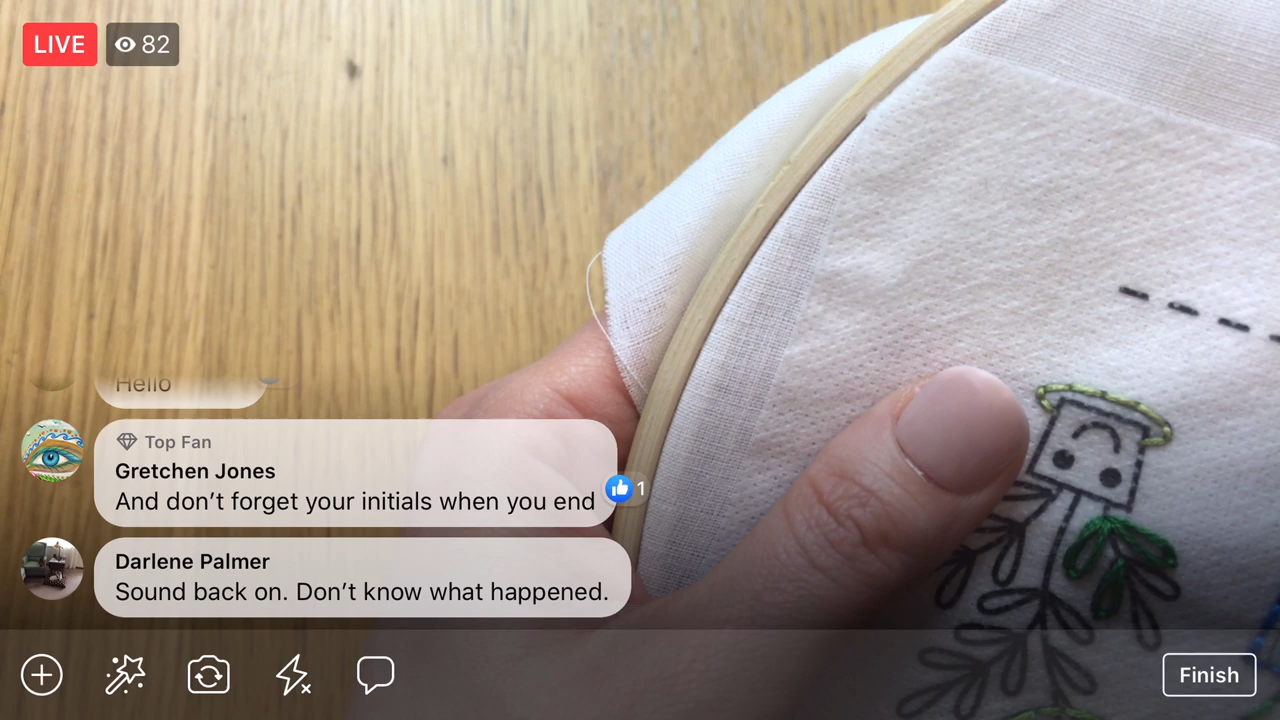 LIVE
82
Hello
Top Fan
Gretchen Jones
And don’t forget your initials when you end
1
Darlene Palmer
Sound back on. Don’t know what happened.
Finish